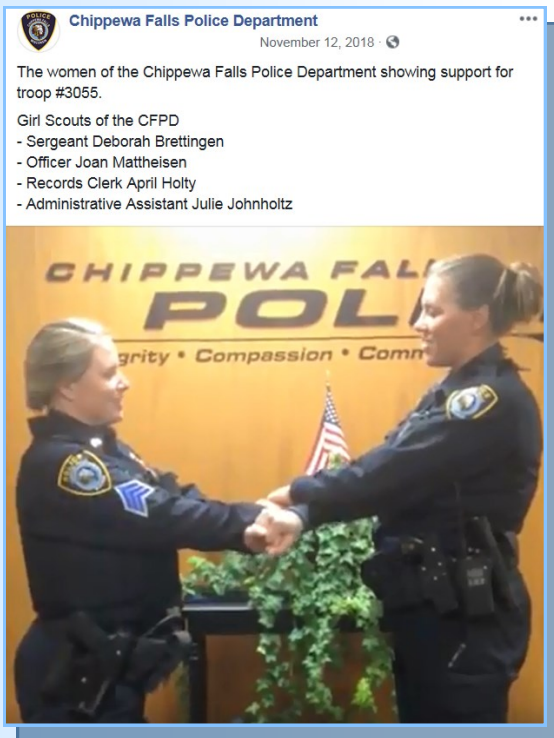 Chippewa Falls Police Department
November 12, 2018 ·
The women of the Chippewa Falls Police Department showing support for
troop #3055.
Girl Scouts of the CFPD
- Sergeant Deborah Brettingen
- Officer Joan Mattheisen
- Records Clerk April Holty
- Administrative Assistant Julie Johnholtz
CHIPPEWA FAL
POLI
grity • Compassion • Comm
POLICE